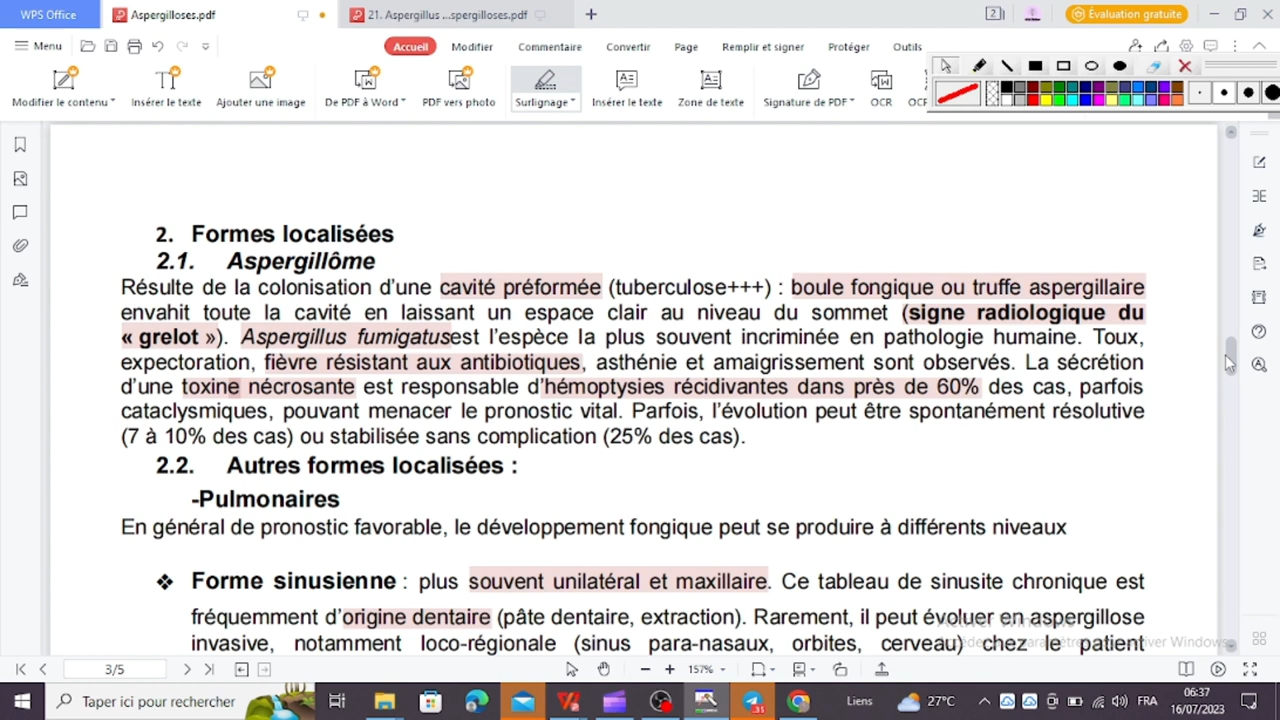 WPS Office
Aspergilloses.pdf
21. Aspergillus ...spergilloses.pdf
Évaluation gratuite
Menu
Accueil
Modifier
Commentaire
Convertir
Page
Remplir et signer
Protéger
Outils
Modifier le contenu
Insérer le texte
Ajouter une image
De PDF à Word
PDF vers photo
Surlignage
Insérer le texte
Zone de texte
Signature de PDF
OCR
2. Formes localisées
2.1. Aspergillôme
Résulte de la colonisation d'une cavité préformée (tuberculose+++) : boule fongique ou truffe aspergillaire
envahit toute la cavité en laissant un espace clair au niveau du sommet (signe radiologique du
« grelot »). Aspergillus fumigatusest l'espèce la plus souvent incriminée en pathologie humaine. Toux,
expectoration, fièvre résistant aux antibiotiques, asthénie et amaigrissement sont observés. La sécrétion
d'une toxine nécrosante est responsable d'hémoptysies récidivantes dans près de 60% des cas, parfois
cataclysmiques, pouvant menacer le pronostic vital. Parfois, l'évolution peut être spontanément résolutive
(7 à 10% des cas) ou stabilisée sans complication (25% des cas).
2.2. Autres formes localisées :
-Pulmonaires
En général de pronostic favorable, le développement fongique peut se produire à différents niveaux
❖ Forme sinusienne : plus souvent unilatéral et maxillaire. Ce tableau de sinusite chronique est
fréquemment d'origine dentaire (pâte dentaire, extraction). Rarement, il peut évoluer en aspergillose
invasive, notamment loco-régionale (sinus para-nasaux, orbites, cerveau) chez le patient
3/5
157%
Taper ici pour rechercher
Liens
27°C
FRA
06:37
16/07/2023